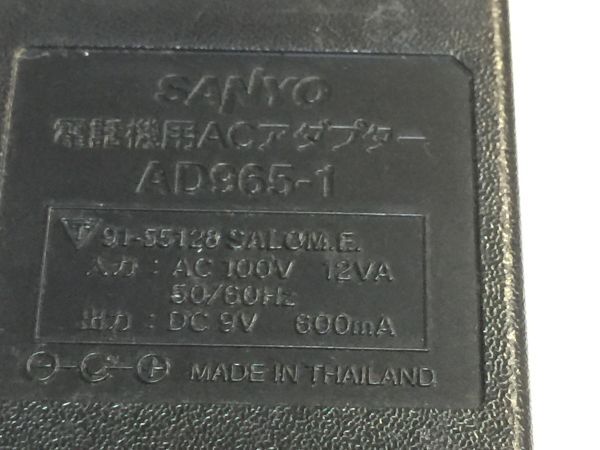 SANYO
電話機用ACアダプター
AD965-1
T 91-55128 SALOM.E.
入力 : AC 100V 12VA
50/60Hz
出力 : DC 9V 600mA
MADE IN THAILAND